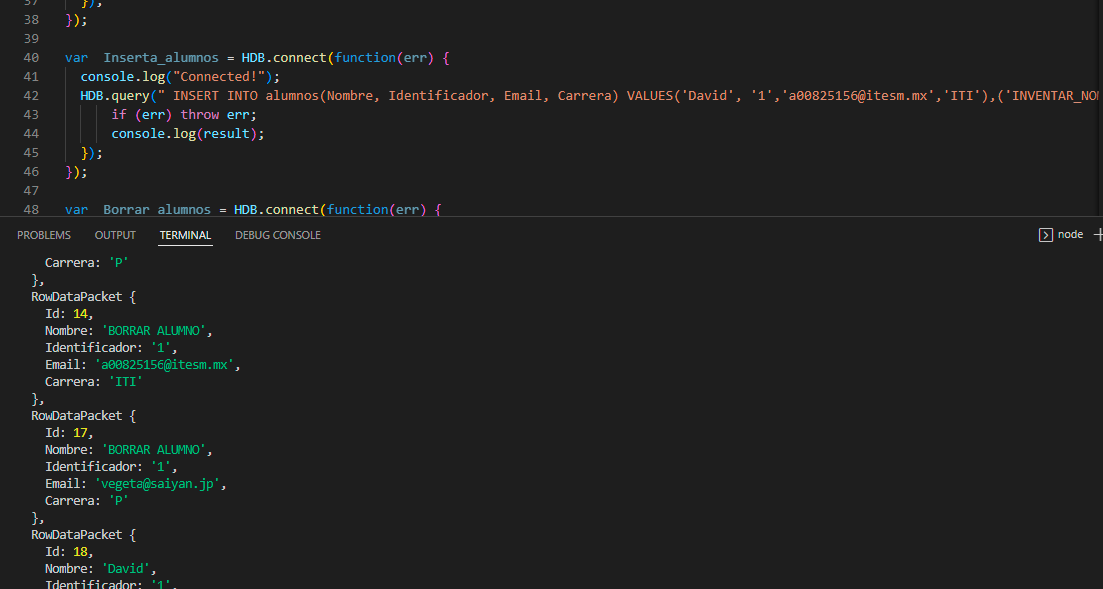 37 });
38 });
39
40 var Inserta_alumnos = HDB.connect(function(err) {
41 console.log("Connected!");
42 HDB.query(" INSERT INTO alumnos(Nombre, Identificador, Email, Carrera) VALUES('David', '1','a00825156@itesm.mx','ITI'),('INVENTAR_NOM
43 if (err) throw err;
44 console.log(result);
45 });
46 });
47
48 var Borrar_alumnos = HDB.connect(function(err) {
PROBLEMS OUTPUT TERMINAL DEBUG CONSOLE node
Carrera: 'P'
},
RowDataPacket {
Id: 14,
Nombre: 'BORRAR ALUMNO',
Identificador: '1',
Email: 'a00825156@itesm.mx',
Carrera: 'ITI'
},
RowDataPacket {
Id: 17,
Nombre: 'BORRAR ALUMNO',
Identificador: '1',
Email: 'vegeta@saiyan.jp',
Carrera: 'P'
},
RowDataPacket {
Id: 18,
Nombre: 'David',
Identificador: '1',